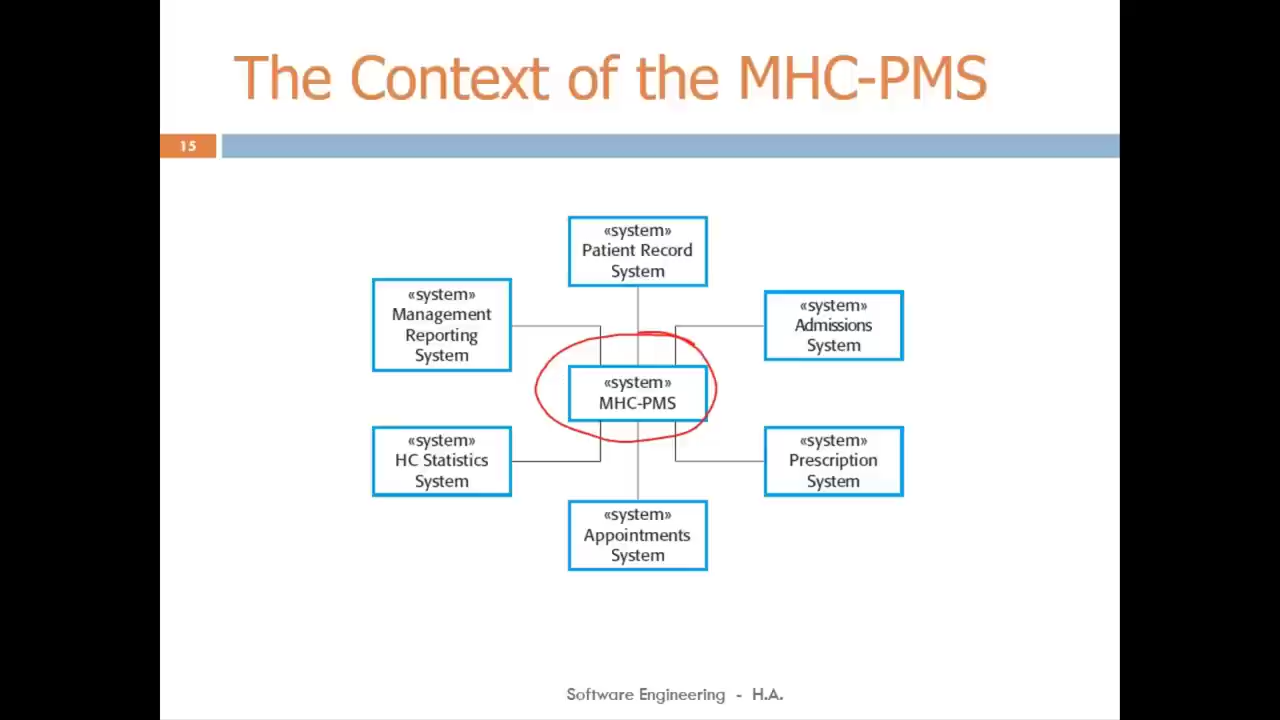 The Context of the MHC-PMS
15
«system»
Patient Record
System
«system»
Management
Reporting
System
«system»
Admissions
System
«system»
MHC-PMS
«system»
HC Statistics
System
«system»
Prescription
System
«system»
Appointments
System
Software Engineering - H.A.